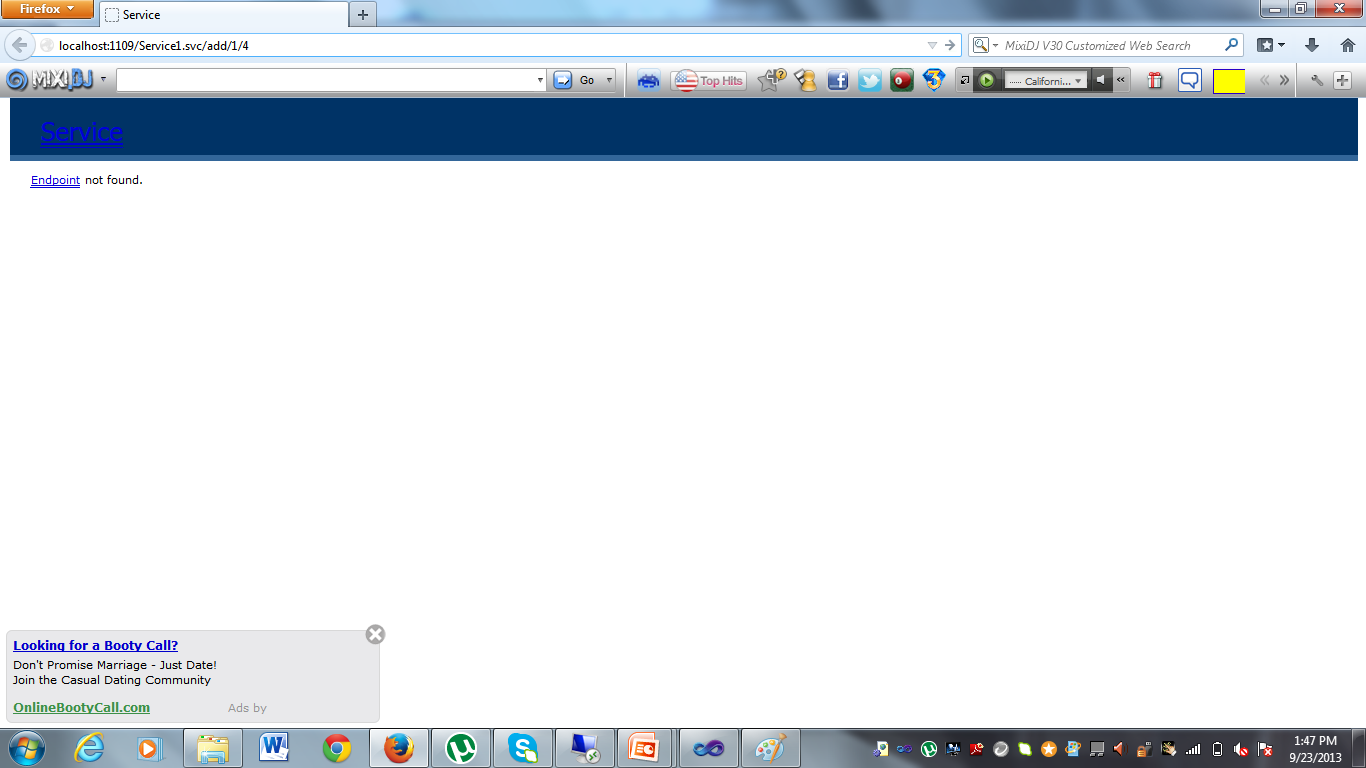 Firefox
Service
localhost:1109/Service1.svc/add/1/4
MixiDJ V30 Customized Web Search
MIXIDJ
Go
Top Hits
..... Californi...
Service
Endpoint not found.
Looking for a Booty Call?
Don't Promise Marriage - Just Date!
Join the Casual Dating Community
OnlineBootyCall.com
Ads by
1:47 PM
9/23/2013